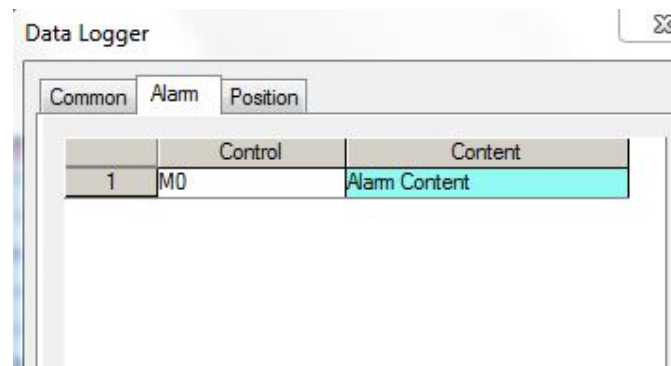 Data Logger
Common Alarm Position
Control Content
1 M0 Alarm Content